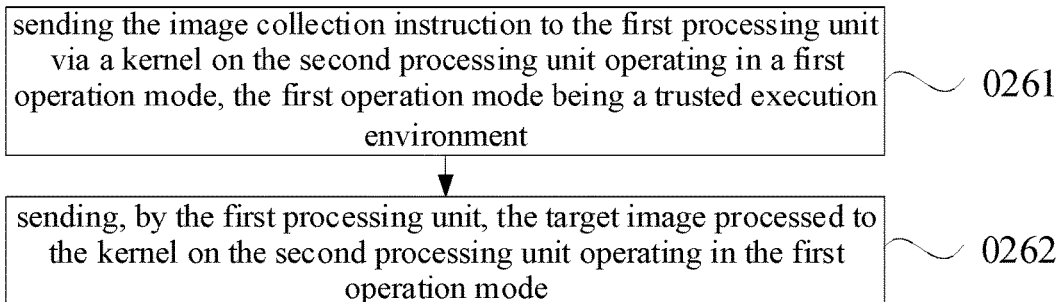 sending the image collection instruction to the first processing unit
via a kernel on the second processing unit operating in a first
operation mode, the first operation mode being a trusted execution
environment
0261
sending, by the first processing unit, the target image processed to
the kernel on the second processing unit operating in the first
operation mode
0262